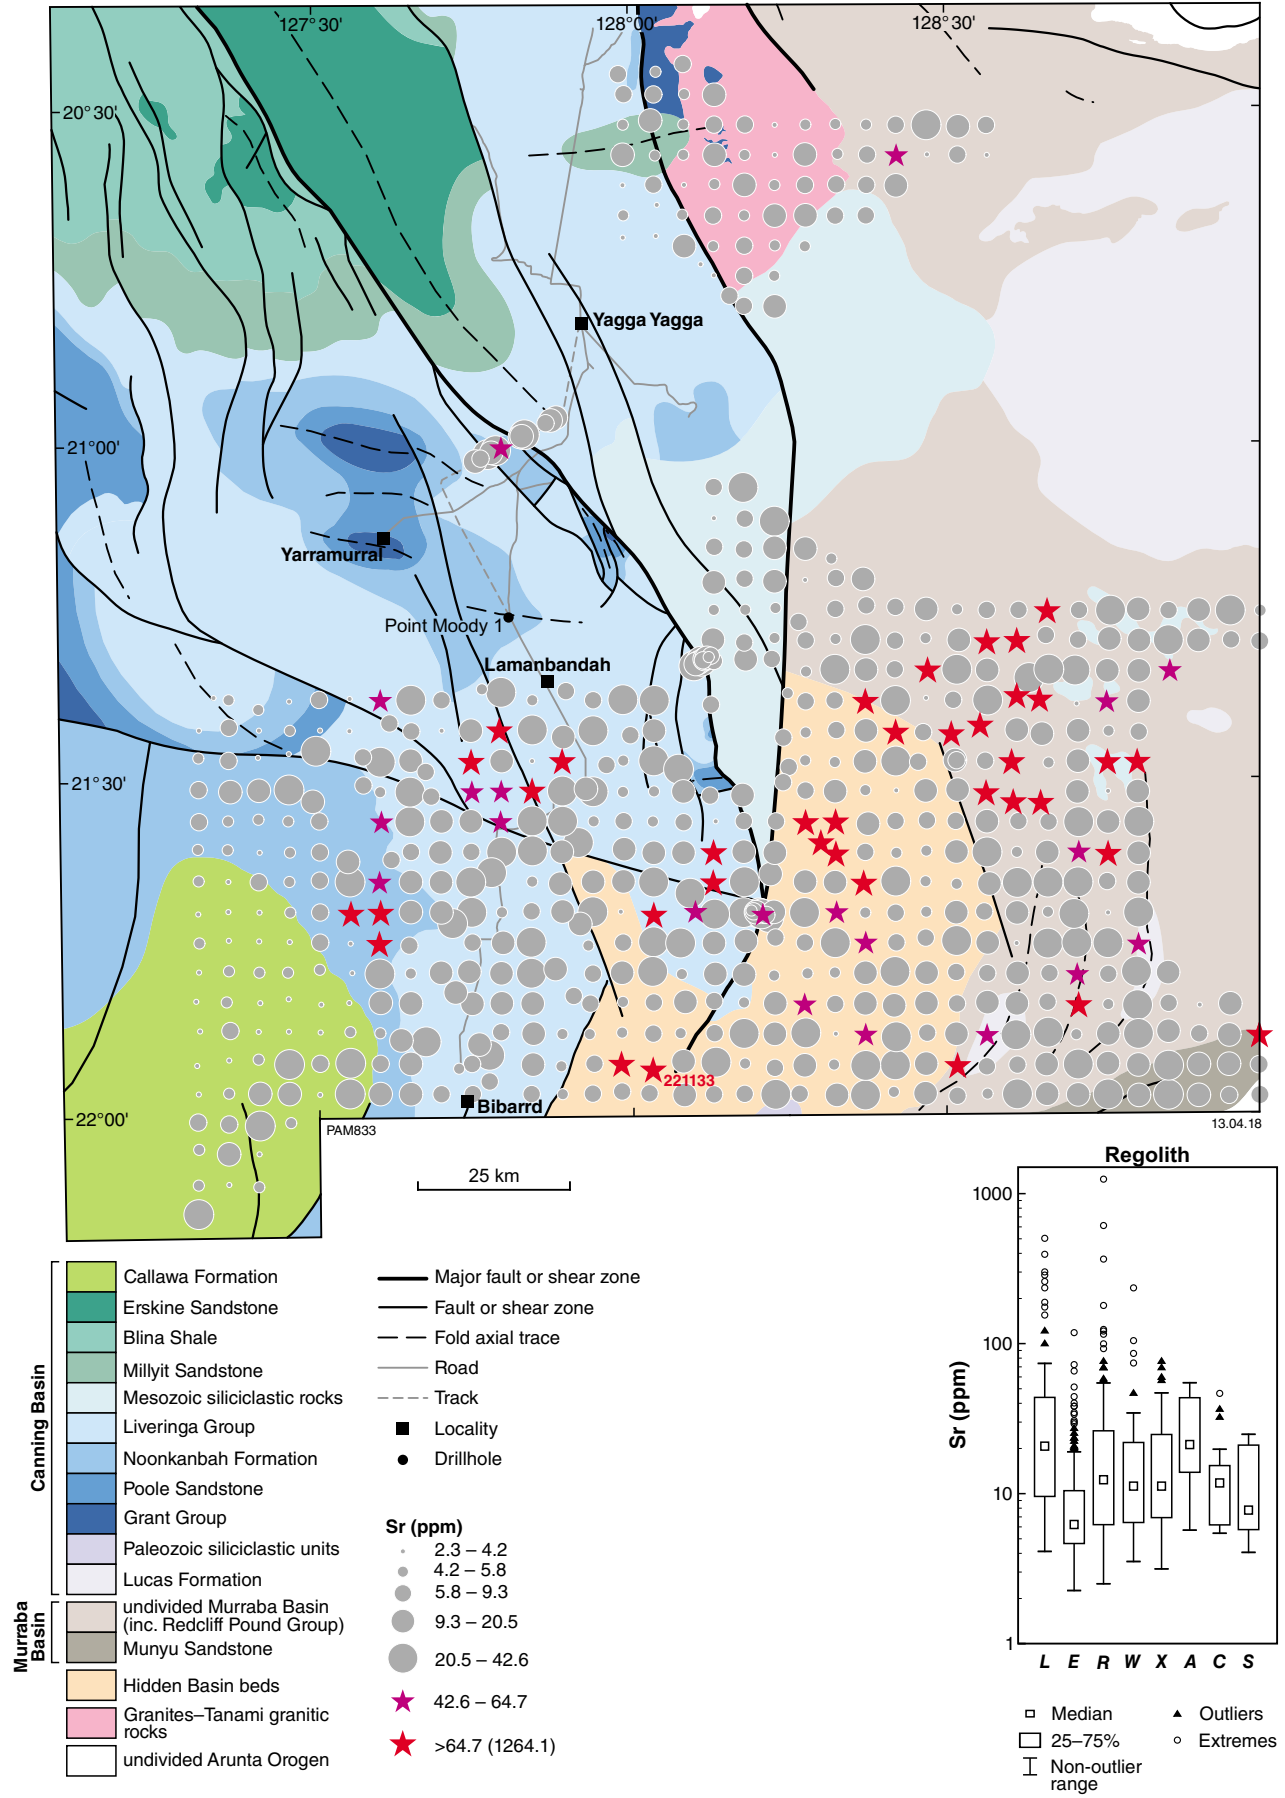 127°30'
128°00'
128°30'
20°30'
Yagga Yagga
21°00'
Yarramurral
Point Moody 1
Lamanbandah
21°30'
221133
Bibarrd
22°00'
PAM833
13.04.18
25 km
Callawa Formation
Erskine Sandstone
Blina Shale
Millyit Sandstone
Mesozoic siliciclastic rocks
Liveringa Group
Noonkanbah Formation
Poole Sandstone
Grant Group
Paleozoic siliciclastic units
Lucas Formation
undivided Murraba Basin
(inc. Redcliff Pound Group)
Munyu Sandstone
Hidden Basin beds
Granites–Tanami granitic
rocks
undivided Arunta Orogen
Canning Basin
Murraba
Basin
Major fault or shear zone
Fault or shear zone
Fold axial trace
Road
Track
Locality
Drillhole
Sr (ppm)
2.3 – 4.2
4.2 – 5.8
5.8 – 9.3
9.3 – 20.5
20.5 – 42.6
42.6 – 64.7
>64.7 (1264.1)
Regolith
1000
100
10
1
Sr (ppm)
L E R W X A C S
Median
Outliers
25–75%
Extremes
Non-outlier
range